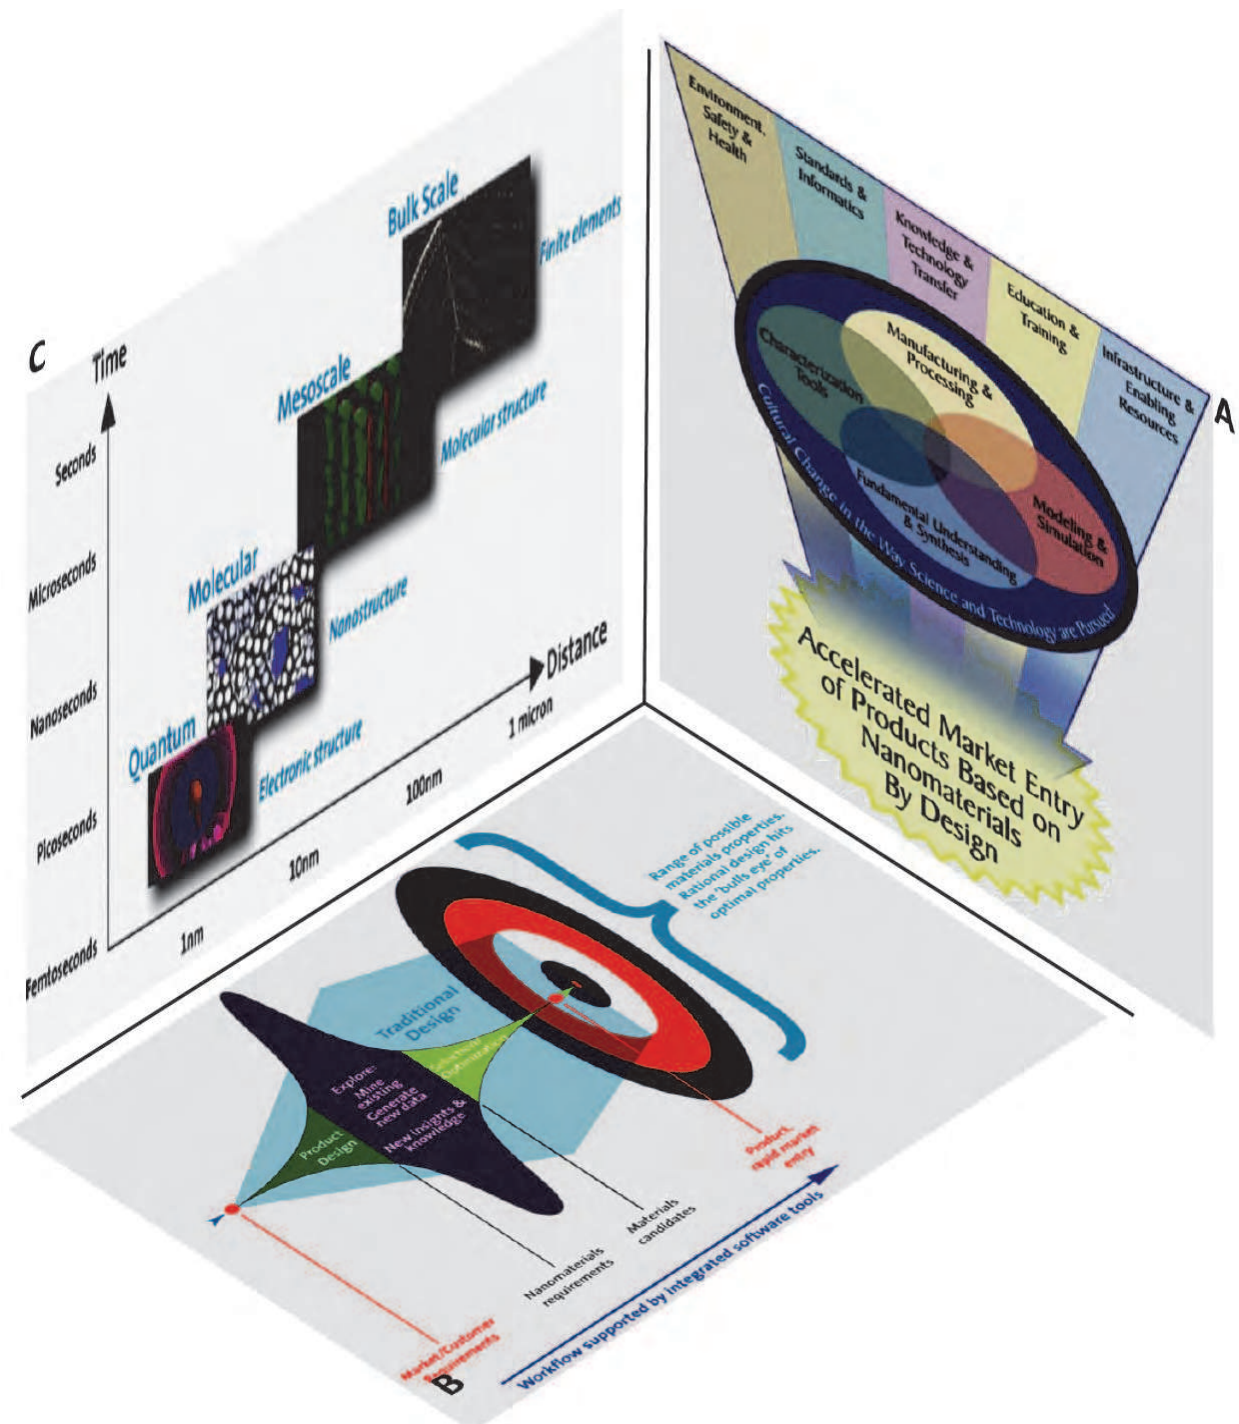 C
Time
Seconds
Microseconds
Nanoseconds
Picoseconds
Femtoseconds
Bulk Scale
Finite elements
Mesoscale
Molecular structure
Molecular
Nanostructure
Quantum
Electronic structure
Distance
1nm
10nm
100nm
1 micron
A
Environment,
Safety &
Health
Standards &
Informatics
Knowledge &
Technology
Transfer
Education &
Training
Infrastructure &
Enabling
Resources
Characterization
Tools
Manufacturing &
Processing
Fundamental Understanding
& Synthesis
Modeling &
Simulation
Cultural Change in the Way Science and Technology are Pursued!
Accelerated Market Entry
of Products Based on
Nanomaterials
By Design
Range of possible
materials properties.
Rational design hits
the 'bulls eye' of
optimal properties.
Traditional
Design
Explore:
Mine
existing
Generate
new data
New insights &
knowledge
Product
Design
Product,
rapid market
entry
Materials
candidates
Nanomaterials
requirements
Market/Customer
Requirements
Workflow supported by integrated software tools
B